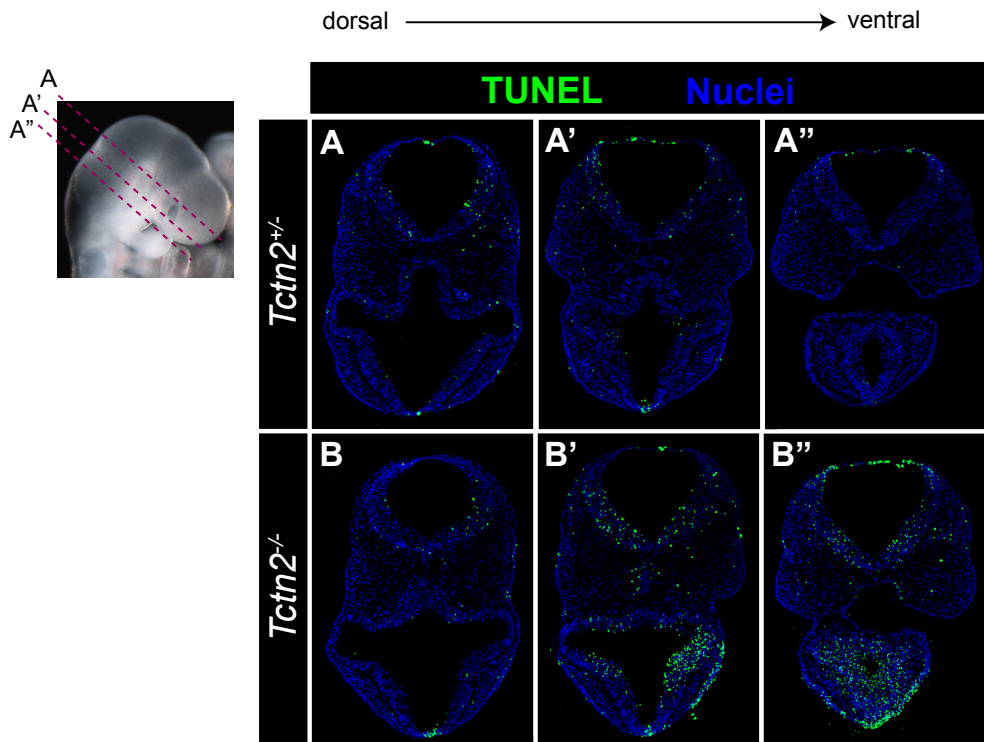 dorsal ventral
A
A’
A”
TUNEL Nuclei
A A’ A”
Tctn2+/-
B B’ B”
Tctn2-/-